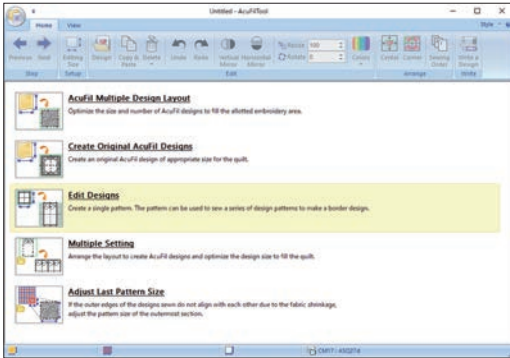 Untitled - AcuFilTool
Home View Style
Previous Next Editing Size Design Copy & Paste Delete Undo Redo Vertical Mirror Horizontal Mirror Resize 100 Rotate 0 Colors Center Corner Sewing Order Write a Design
Step Setup Edit Arrange Write
AcuFil Multiple Design Layout
Optimize the size and number of AcuFil designs to fill the allotted embroidery area.
Create Original AcuFil Designs
Create an original AcuFil design of appropriate size for the quilt.
Edit Designs
Create a single pattern. The pattern can be used to sew a series of design patterns to make a border design.
Multiple Setting
Arrange the layout to create AcuFil designs and optimize the design size to fill the quilt.
Adjust Last Pattern Size
If the outer edges of the designs sewn do not align with each other due to the fabric shrinkage,
adjust the pattern size of the outermost section.
CM17 : ASQ27d